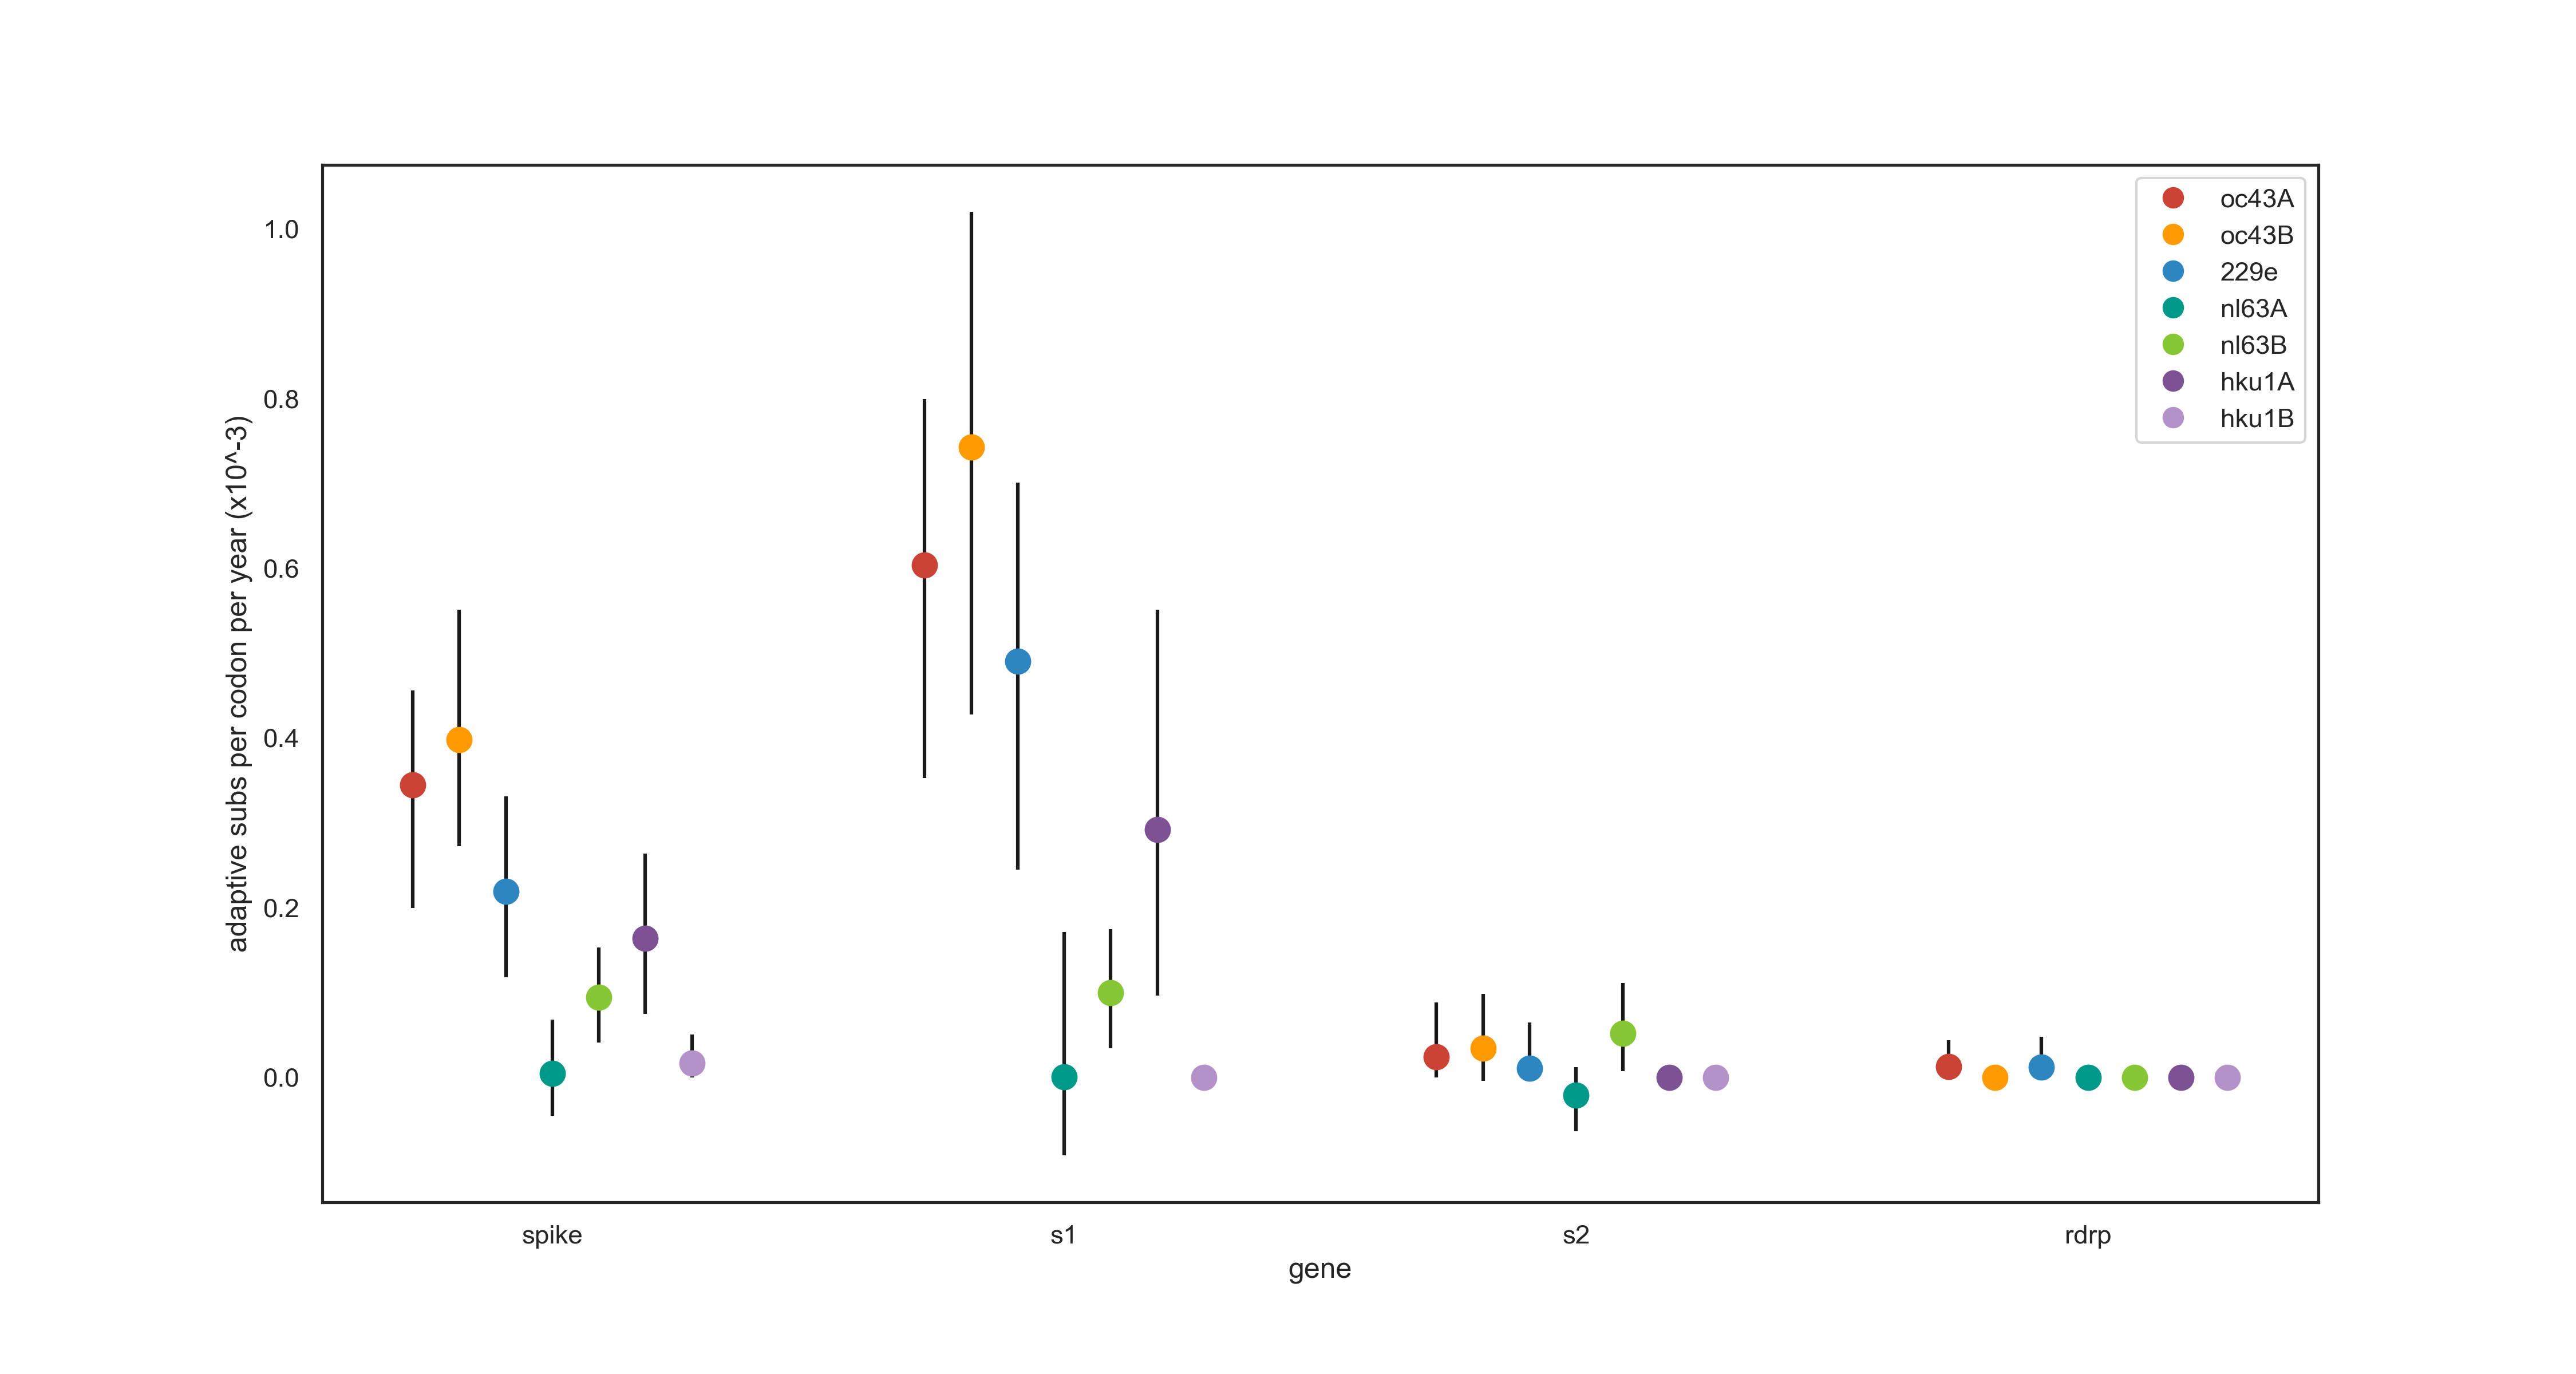 adaptive subs per codon per year (x10^-3)
1.0
0.8
0.6
0.4
0.2
0.0
oc43A
oc43B
229e
nl63A
nl63B
hku1A
hku1B
spike
s1
s2
rdrp
gene